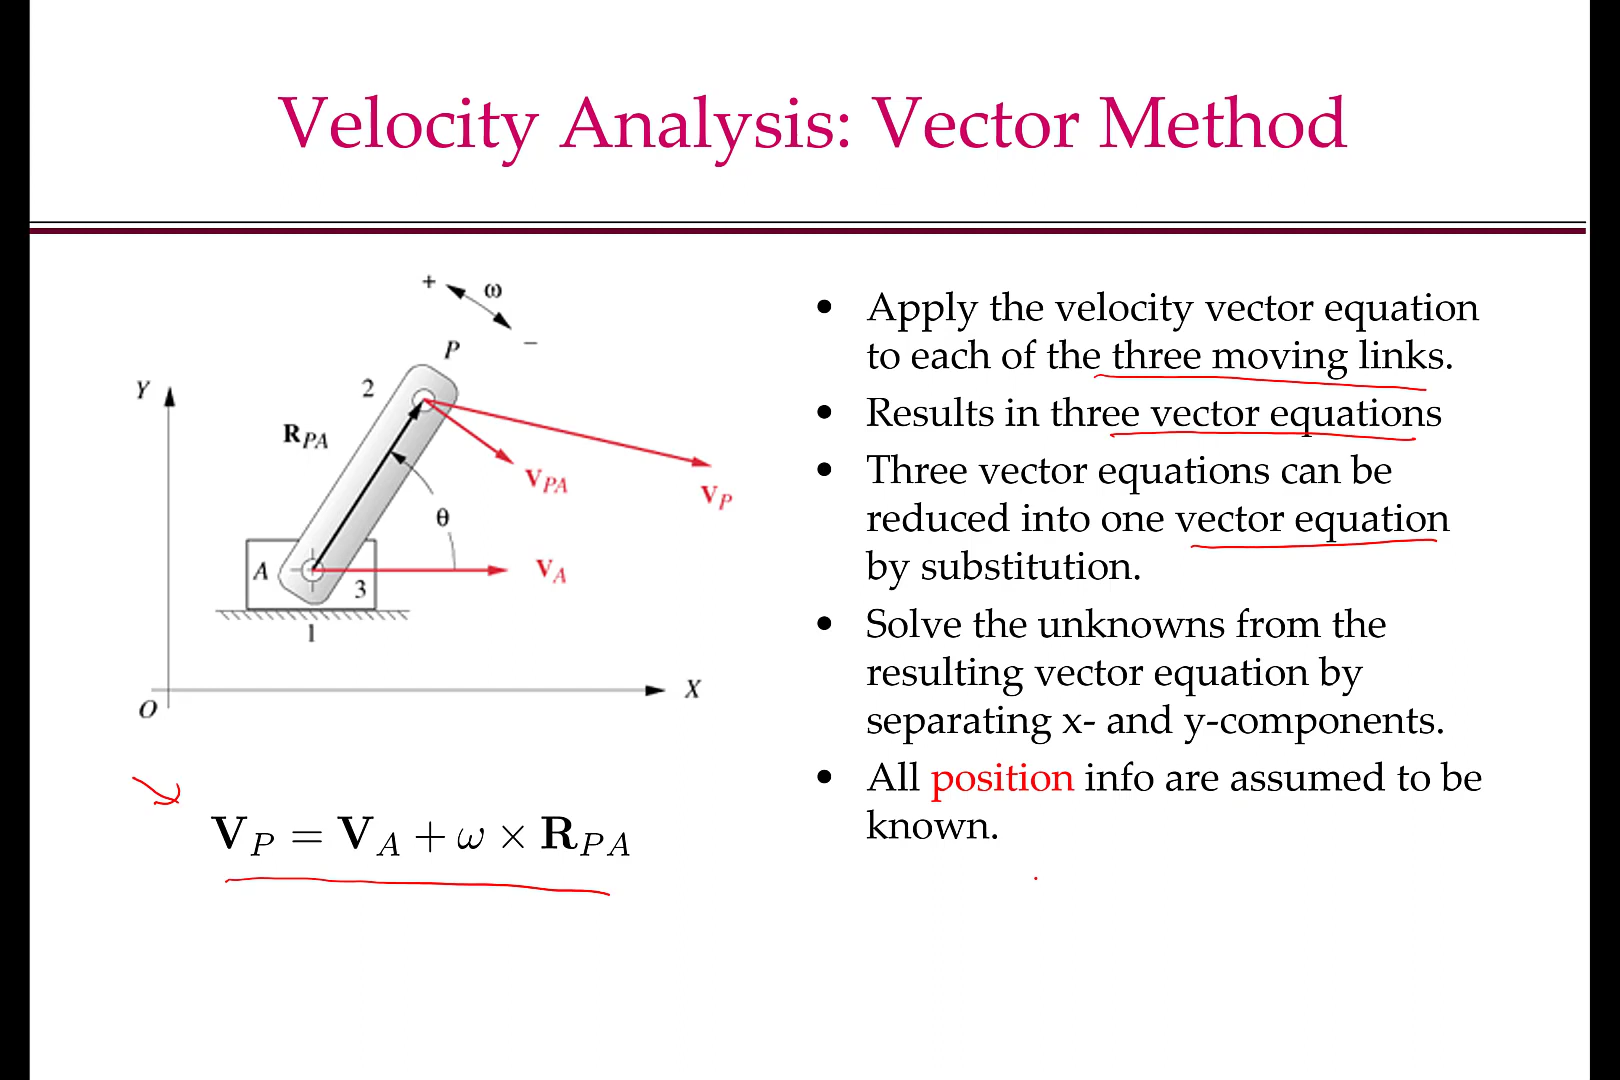 Velocity Analysis: Vector Method
+ ω −
P
Y
2
R_PA
V_PA
V_P
θ
A
V_A
3
1
X
O
V_P = V_A + ω × R_PA
• Apply the velocity vector equation
to each of the three moving links.
• Results in three vector equations
• Three vector equations can be
reduced into one vector equation
by substitution.
• Solve the unknowns from the
resulting vector equation by
separating x- and y-components.
• All position info are assumed to be
known.